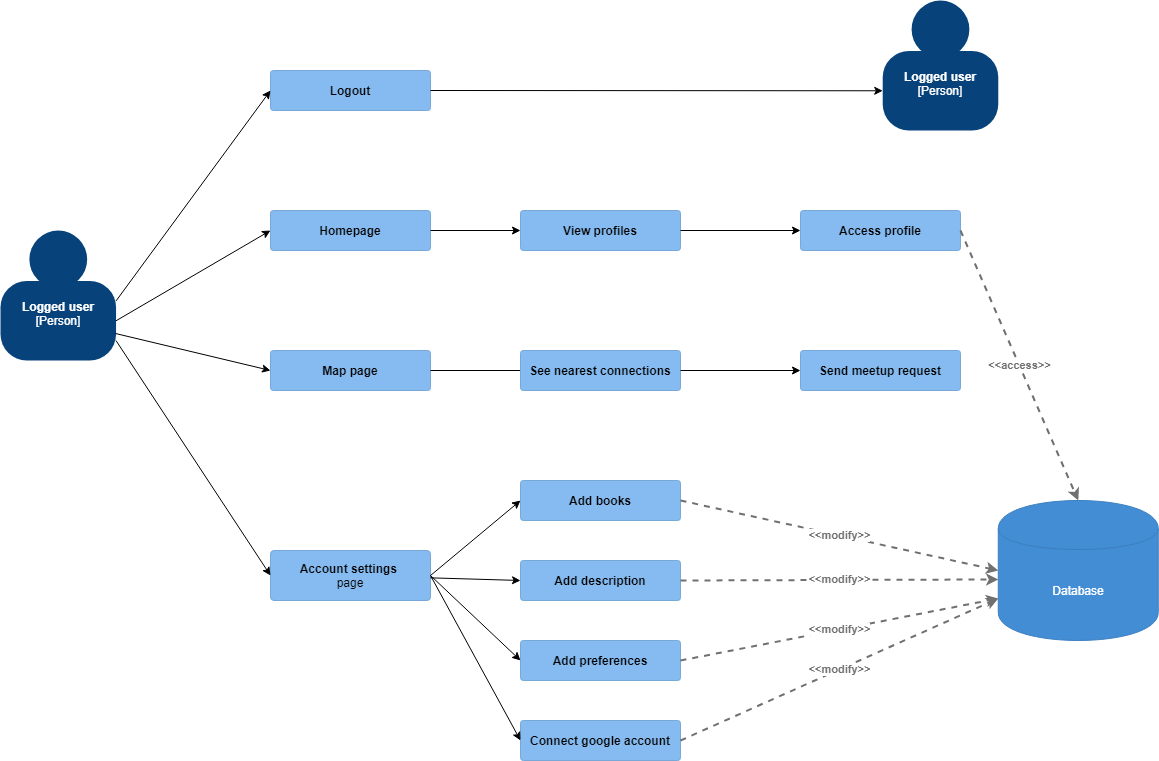 Logged user
[Person]
Logout
Homepage
View profiles
Access profile
Logged user
[Person]
Map page
See nearest connections
Send meetup request
<<access>>
Add books
<<modify>>
Account settings
page
Add description
<<modify>>
Database
<<modify>>
Add preferences
<<modify>>
Connect google account